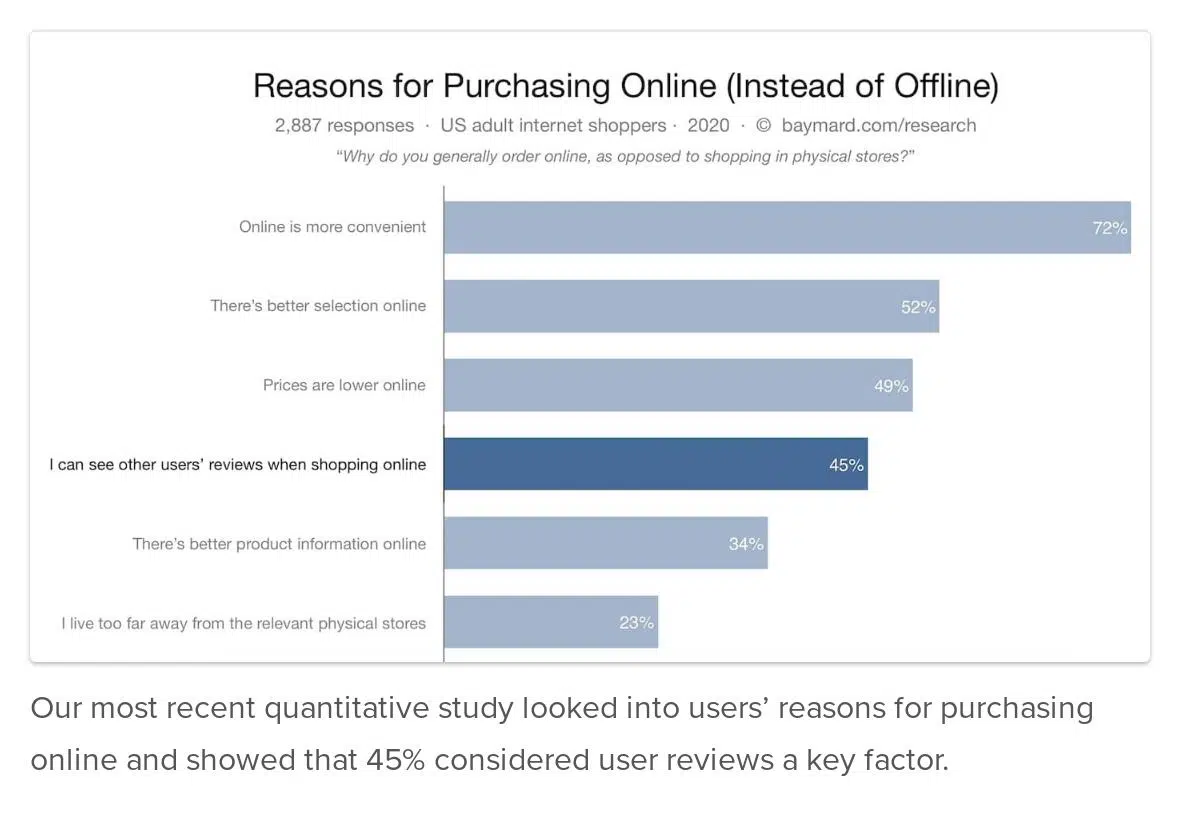 Reasons for Purchasing Online (Instead of Offline)
2,887 responses · US adult internet shoppers · 2020 · © baymard.com/research
“Why do you generally order online, as opposed to shopping in physical stores?”
Online is more convenient 72%
There’s better selection online 52%
Prices are lower online 49%
I can see other users’ reviews when shopping online 45%
There’s better product information online 34%
I live too far away from the relevant physical stores 23%
Our most recent quantitative study looked into users’ reasons for purchasing
online and showed that 45% considered user reviews a key factor.